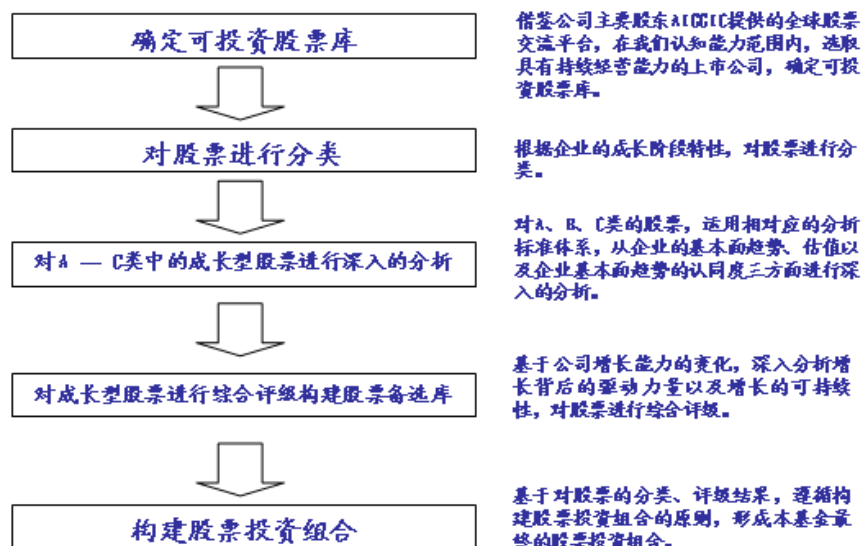 确定可投资股票库
借鉴公司主要股东AIGGIC提供的全球股票
交流平台，在我们认知能力范围内，选取
具有持续经营能力的上市公司，确定可投
资股票库。
对股票进行分类
根据企业的成长阶段特性，对股票进行分
类。
对A — C类中的成长型股票进行深入的分析
对A、B、C类的股票，运用相对应的分析
标准体系，从企业的基本面趋势、估值以
及企业基本面趋势的认同度三方面进行深
入的分析。
对成长型股票进行综合评级构建股票备选库
基于公司增长能力的变化，深入分析增
长背后的驱动力量以及增长的可持续
性，对股票进行综合评级。
构建股票投资组合
基于对股票的分类、评级结果，遵循构
建股票投资组合的原则，形成本基金最
终的股票投资组合。